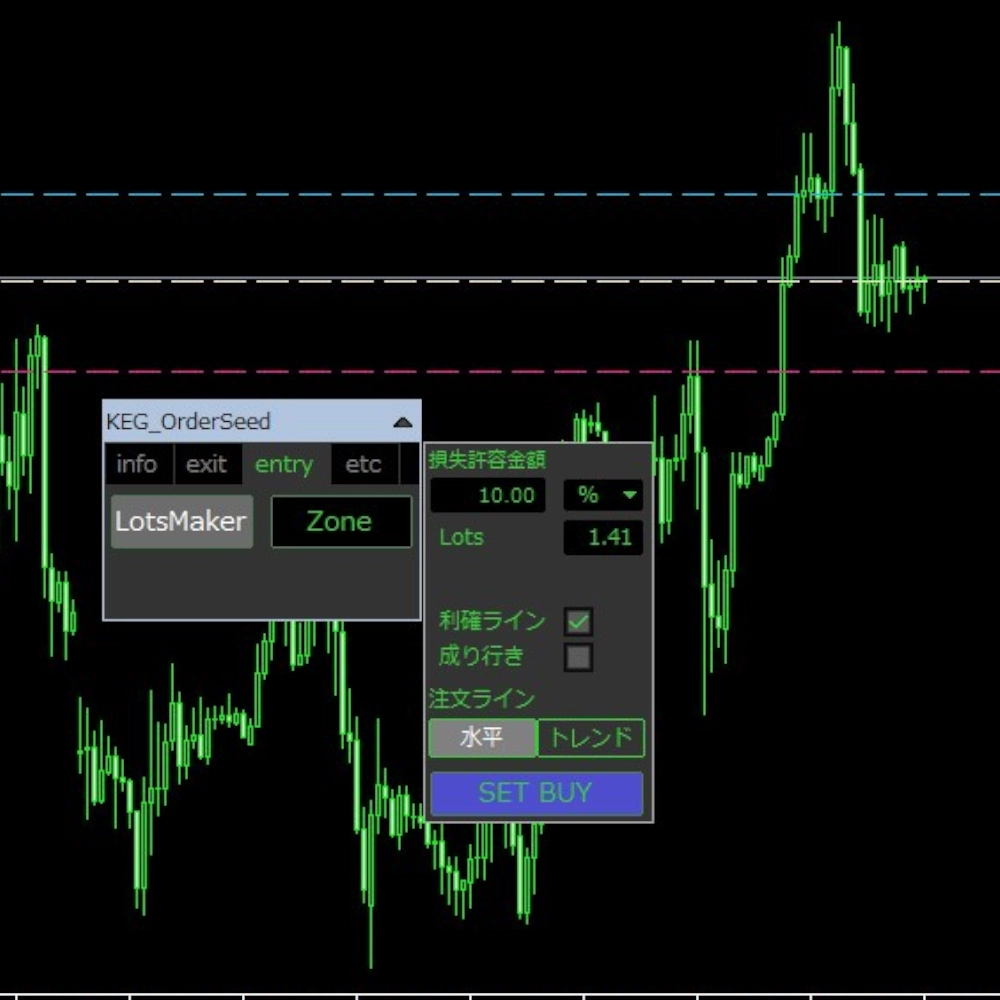 KEG_OrderSeed
info exit entry etc
LotsMaker Zone
損失許容金額
10.00 %
Lots 1.41
利確ライン
成り行き
注文ライン
水平 トレンド
SET BUY